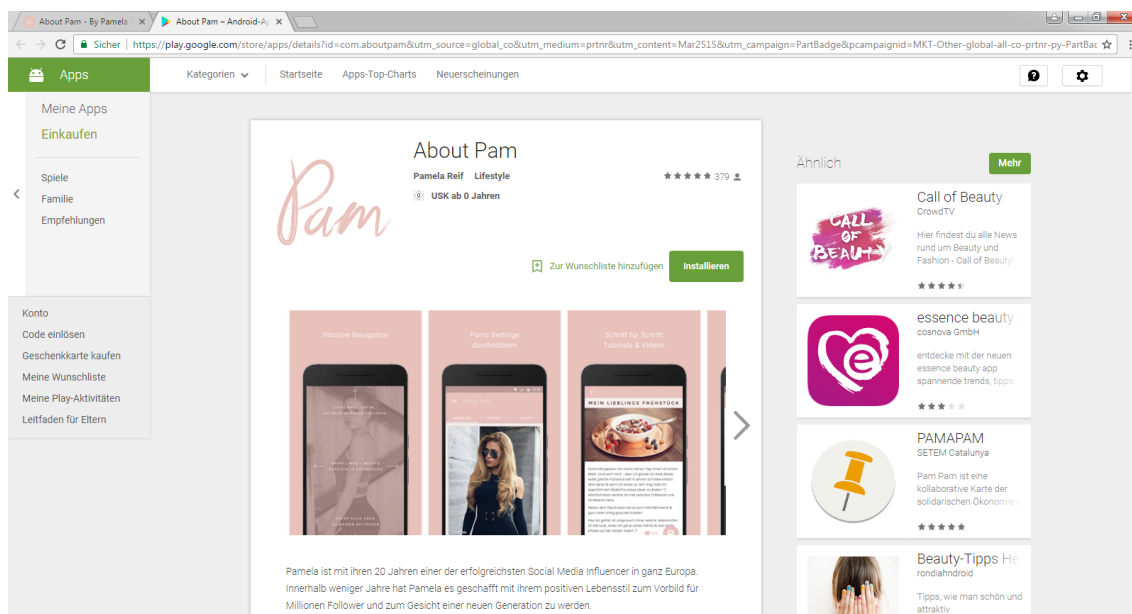 About Pam - By Pamela
About Pam – Android-Ap
Sicher
https://play.google.com/store/apps/details?id=com.aboutpam&utm_source=global_co&utm_medium=prtnr&utm_content=Mar2515&utm_campaign=PartBadge&pcampaignid=MKT-Other-global-all-co-prtnr-py-PartBac
Apps
Kategorien
Startseite
Apps-Top-Charts
Neuerscheinungen
Meine Apps
Einkaufen
Spiele
Familie
Empfehlungen
Konto
Code einlösen
Geschenkkarte kaufen
Meine Wunschliste
Meine Play-Aktivitäten
Leitfaden für Eltern
Pam
About Pam
Pamela Reif Lifestyle
379
0 USK ab 0 Jahren
Zur Wunschliste hinzufügen
Installieren
Intuitive Navigation
Pams Beiträge
durchstöbern
About Pam
Schritt für Schritt
Tutorials & Videos
MEIN LIEBLINGS FRÜHSTÜCK
Pamela ist mit ihren 20 Jahren einer der erfolgreichsten Social Media Influencer in ganz Europa.
Innerhalb weniger Jahre hat Pamela es geschafft mit ihrem positiven Lebensstil zum Vorbild für
Millionen Follower und zum Gesicht einer neuen Generation zu werden.
Ähnlich
Mehr
CALL
OF
BEAUTY
Call of Beauty
CrowdTV
Hier findest du alle News
rund um Beauty und
Fashion - Call of Beauty!
e
essence beauty
cosnova GmbH
entdecke mit der neuen
essence beauty app
spannende trends, tipps
PAMAPAM
SETEM Catalunya
Pam Pam ist eine
kollaborative Karte der
solidarischen Ökonomie
Beauty-Tipps He
rondiahndroid
Tipps, wie man schön und
attraktiv